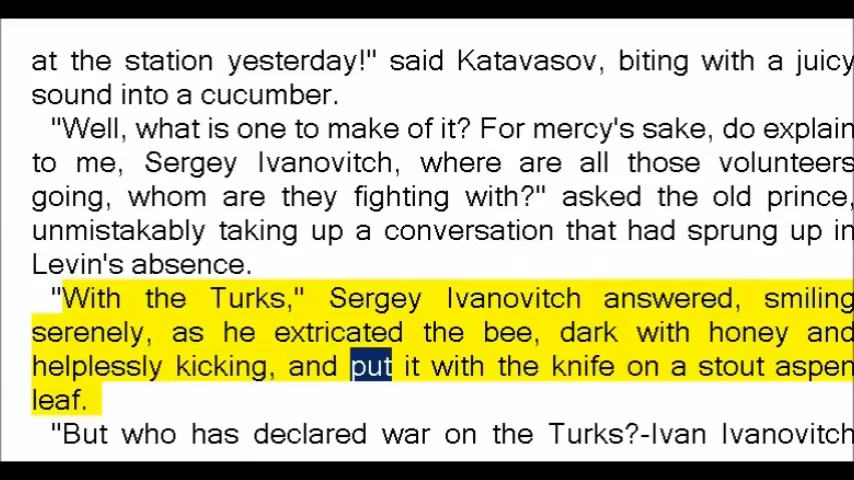 at the station yesterday!" said Katavasov, biting with a juicy
sound into a cucumber.
"Well, what is one to make of it? For mercy's sake, do explain
to me, Sergey Ivanovitch, where are all those volunteers
going, whom are they fighting with?" asked the old prince,
unmistakably taking up a conversation that had sprung up in
Levin's absence.
"With the Turks," Sergey Ivanovitch answered, smiling
serenely, as he extricated the bee, dark with honey and
helplessly kicking, and put it with the knife on a stout aspen
leaf.
"But who has declared war on the Turks?-Ivan Ivanovitch